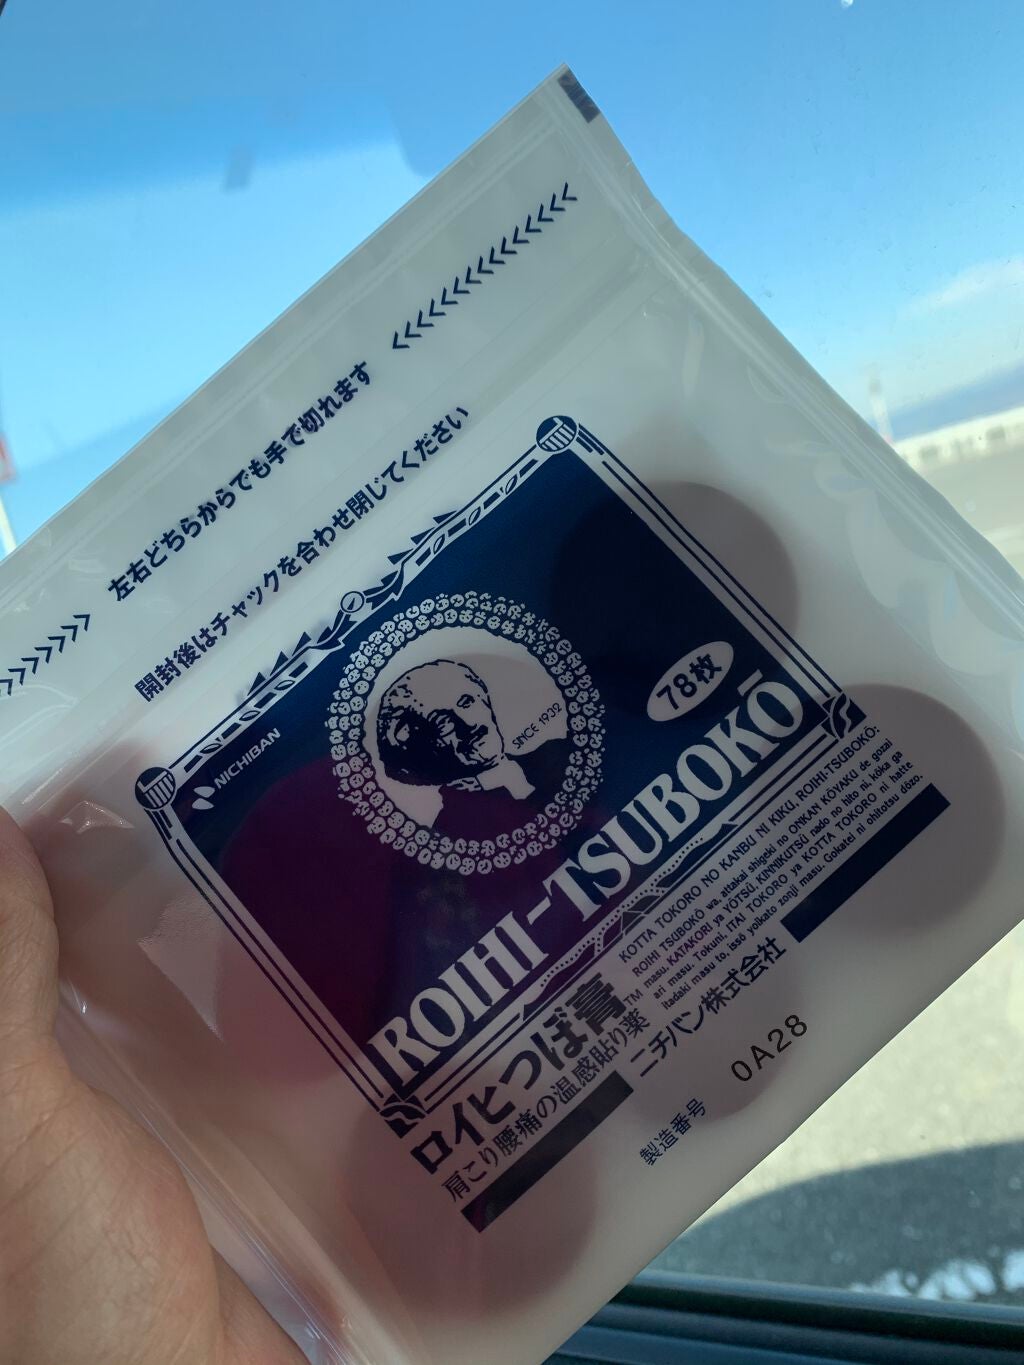 <<<<<<<<<<<<<<
左右どちらからでも手で切れます
>>>>>>>>
開封後はチャックを合わせ閉じてください
NICHIBAN
SINCE 1932
78枚
ROIHI-TSUBOKŌ
ロイヒつぼ膏™
肩こり腰痛の温感貼り薬
KOTTA TOKORO NO KANBU NI KIKU, ROIHI-TSUBOKŌ:
ROIHI TSUBOKŌ wa, attakai shigeki no ONKAN KŌYAKU de gozai
masu. KATAKORI ya YŌTSŪ, KINNIKUTSŪ nado no hito ni, kōka ga
ari masu. Tokuni, ITAI TOKORO ya KOTTA TOKORO ni hatte
itadaki masu to, issō yoikato zonji masu. Gokatei ni ohitotsu dōzo.
ニチバン株式会社
製造番号 0A28